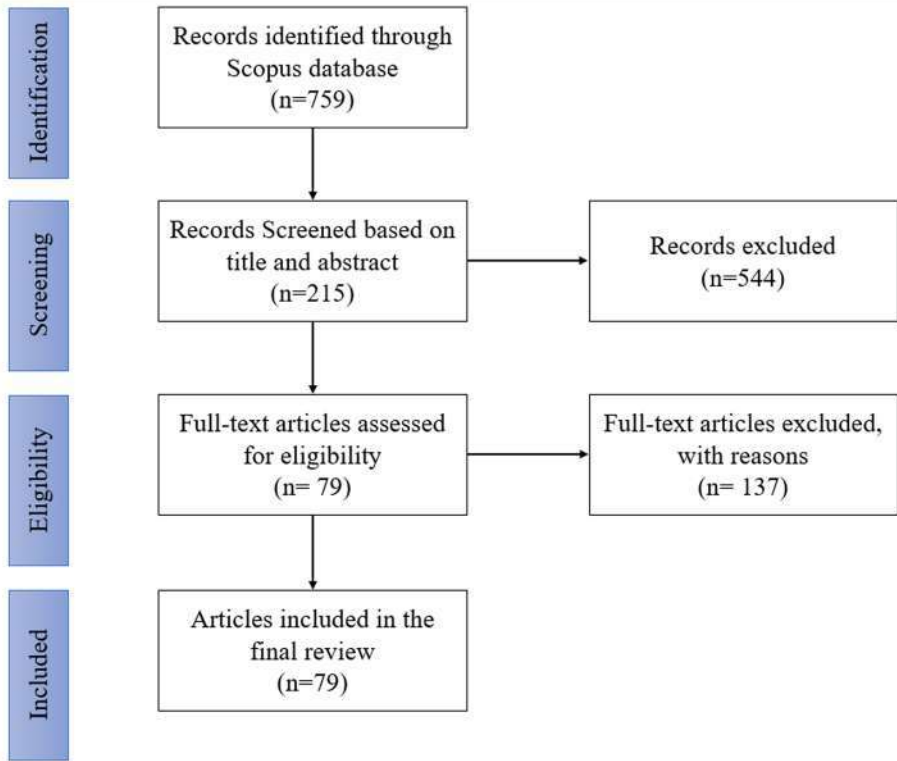 Identification
Records identified through
Scopus database
(n=759)
Screening
Records Screened based on
title and abstract
(n=215)
Records excluded
(n=544)
Eligibility
Full-text articles assessed
for eligibility
(n= 79)
Full-text articles excluded,
with reasons
(n= 137)
Included
Articles included in the
final review
(n=79)